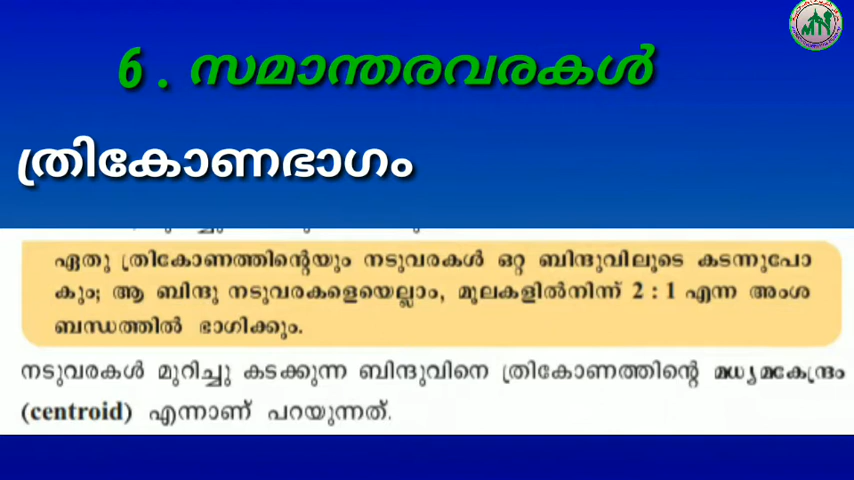 6 . സമാന്തരവരകൾ
ത്രികോണഭാഗം
ഏതു ത്രികോണത്തിന്റെയും നടുവരകൾ ഒറ്റ ബിന്ദുവിലൂടെ കടന്നുപോ
കും; ആ ബിന്ദു നടുവരകളെയെല്ലാം, മൂലകളിൽനിന്ന് 2 : 1 എന്ന അംശ
ബന്ധത്തിൽ ഭാഗിക്കും.
നടുവരകൾ മുറിച്ചു കടക്കുന്ന ബിന്ദുവിനെ ത്രികോണത്തിന്റെ മധ്യമകേന്ദ്രം
(centroid) എന്നാണ് പറയുന്നത്.